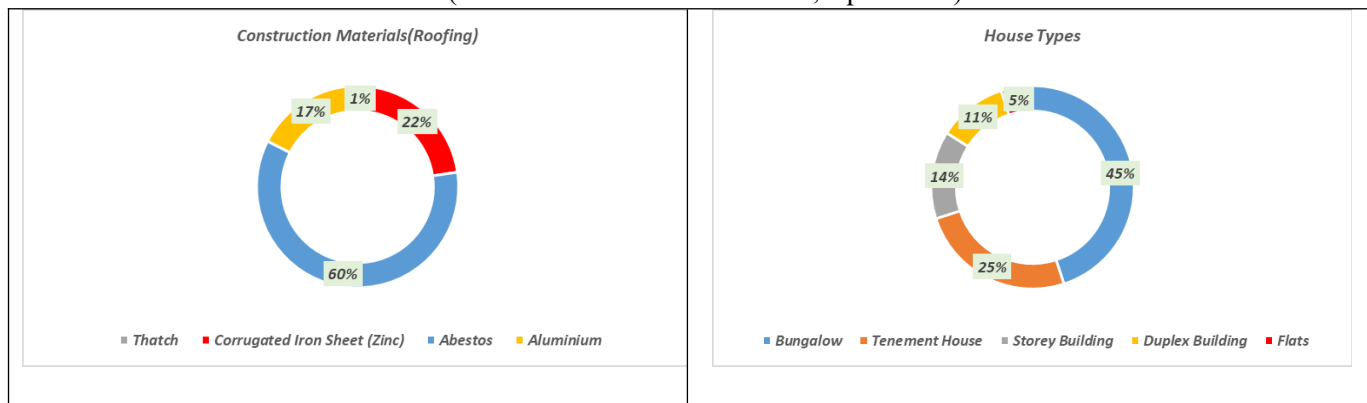 Construction Materials(Roofing)
1%
22%
17%
60%
Thatch Corrugated Iron Sheet (Zinc) Abestos Aluminium
House Types
5%
11%
14%
45%
25%
Bungalow Tenement House Storey Building Duplex Building Flats